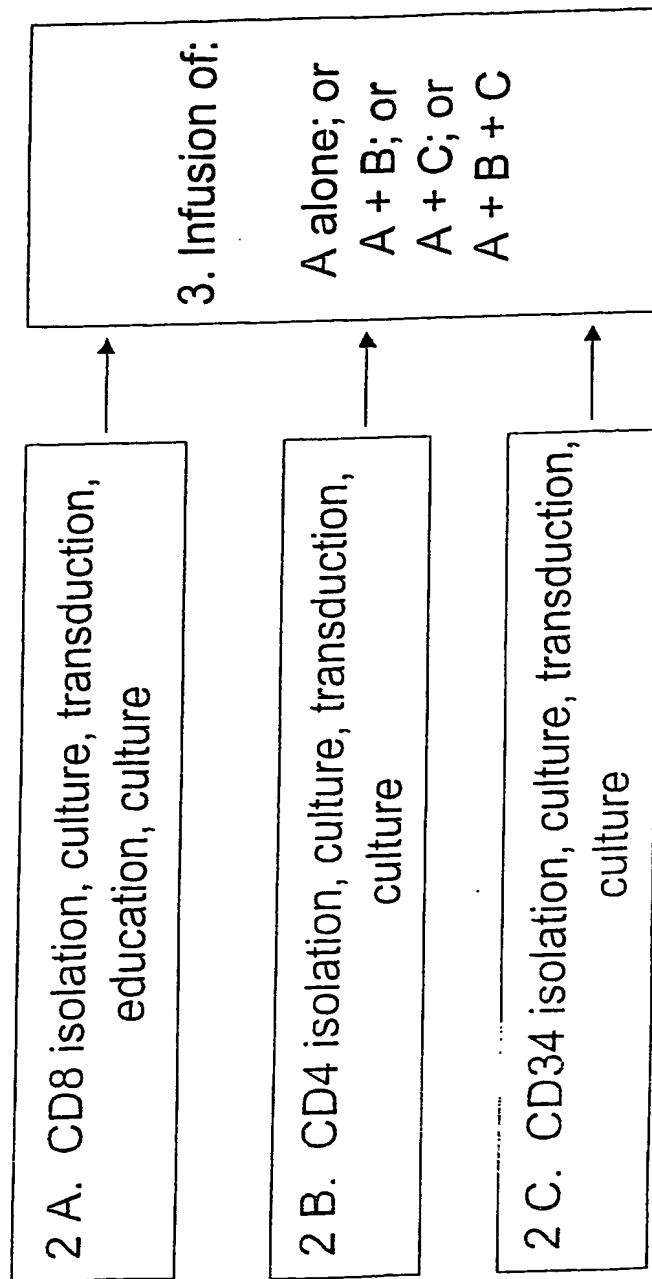 2 A. CD8 isolation, culture, transduction,
education, culture
2 B. CD4 isolation, culture, transduction,
culture
2 C. CD34 isolation, culture, transduction,
culture
3. Infusion of:
A alone; or
A + B; or
A + C; or
A + B + C